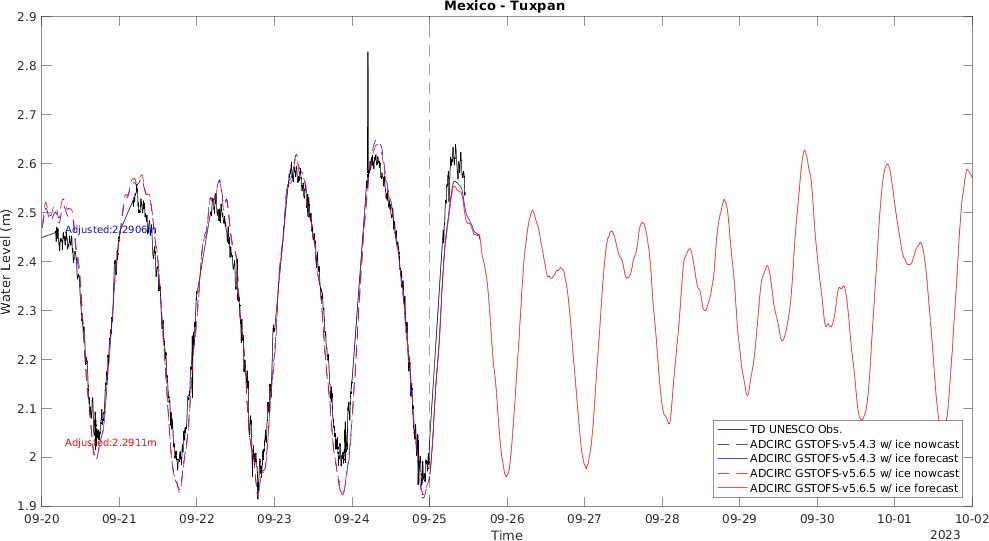 Mexico - Tuxpan
2.9
2.8
2.7
2.6
2.5
2.4
2.3
2.2
2.1
2
1.9
Water Level (m)
Adjusted:2.2906m
Adjusted:2.2911m
TD UNESCO Obs.
ADCIRC GSTOFS-v5.4.3 w/ ice nowcast
ADCIRC GSTOFS-v5.4.3 w/ ice forecast
ADCIRC GSTOFS-v5.6.5 w/ ice nowcast
ADCIRC GSTOFS-v5.6.5 w/ ice forecast
09-20 09-21 09-22 09-23 09-24 09-25 09-26 09-27 09-28 09-29 09-30 10-01 10-02
Time
2023